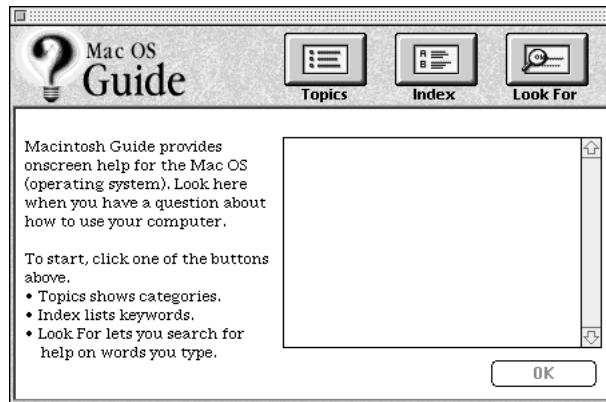 Mac OS
Guide
Topics
Index
Look For
Macintosh Guide provides
onscreen help for the Mac OS
(operating system). Look here
when you have a question about
how to use your computer.
To start, click one of the buttons
above.
• Topics shows categories.
• Index lists keywords.
• Look For lets you search for
help on words you type.
OK